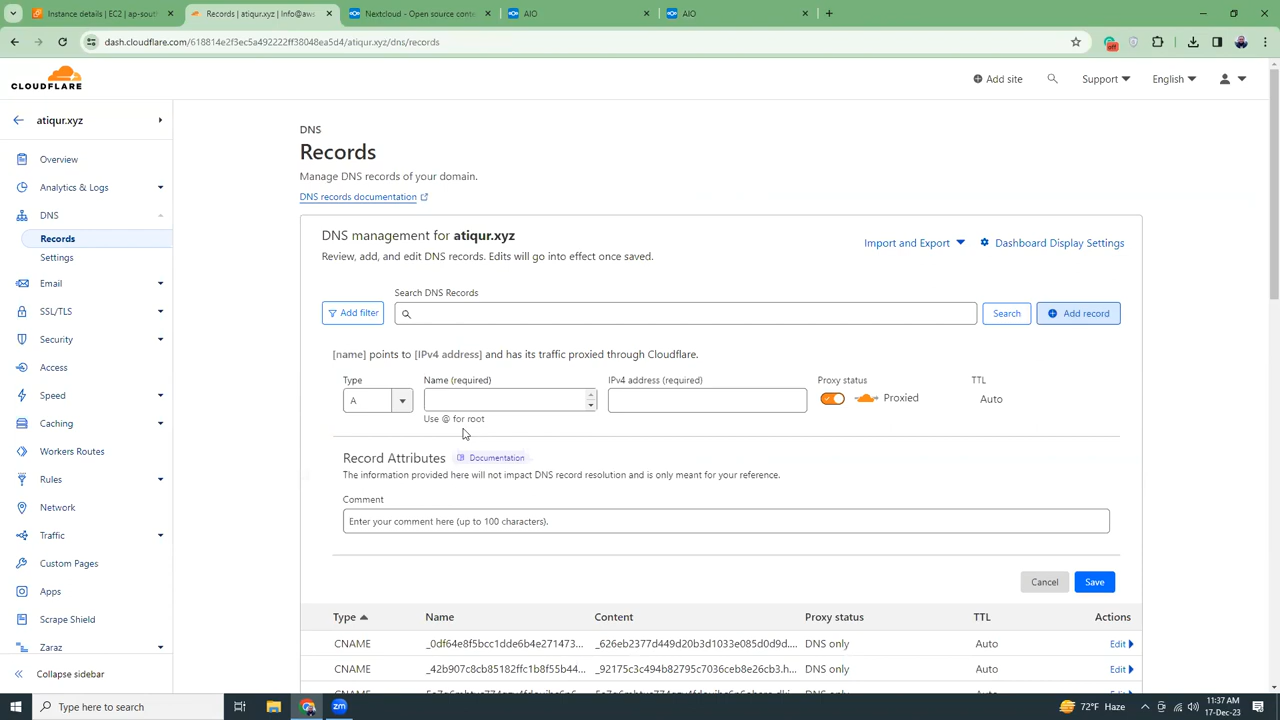 Instance details | EC2 | ap-south
Records | atiqur.xyz | Info@aws
Nextcloud - Open source conte
AIO
AIO
dash.cloudflare.com/618814e2f3ec5a492222ff38048ea5d4/atiqur.xyz/dns/records
off
CLOUDFLARE
Add site
Support
English
atiqur.xyz
Overview
Analytics & Logs
DNS
Records
Settings
Email
SSL/TLS
Security
Access
Speed
Caching
Workers Routes
Rules
Network
Traffic
Custom Pages
Apps
Scrape Shield
Zaraz
Collapse sidebar
DNS
Records
Manage DNS records of your domain.
DNS records documentation
DNS management for atiqur.xyz
Import and Export
Dashboard Display Settings
Review, add, and edit DNS records. Edits will go into effect once saved.
Search DNS Records
Add filter
Search
Add record
[name] points to [IPv4 address] and has its traffic proxied through Cloudflare.
Type
Name (required)
IPv4 address (required)
Proxy status
TTL
A
Proxied
Auto
Use @ for root
Record Attributes
Documentation
The information provided here will not impact DNS record resolution and is only meant for your reference.
Comment
Enter your comment here (up to 100 characters).
Cancel
Save
Type Name Content Proxy status TTL Actions
CNAME _0df64e8f5bcc1dde6b4e271473... _626eb2377d449d20b3d1033e085d0d9d... DNS only Auto Edit
CNAME _42b907c8cb85182ffc1b8f55b44... _92175c3c494b82795c7036ceb8e26cb3.h... DNS only Auto Edit
Type here to search
zm
72°F Haze
11:37 AM
17-Dec-23